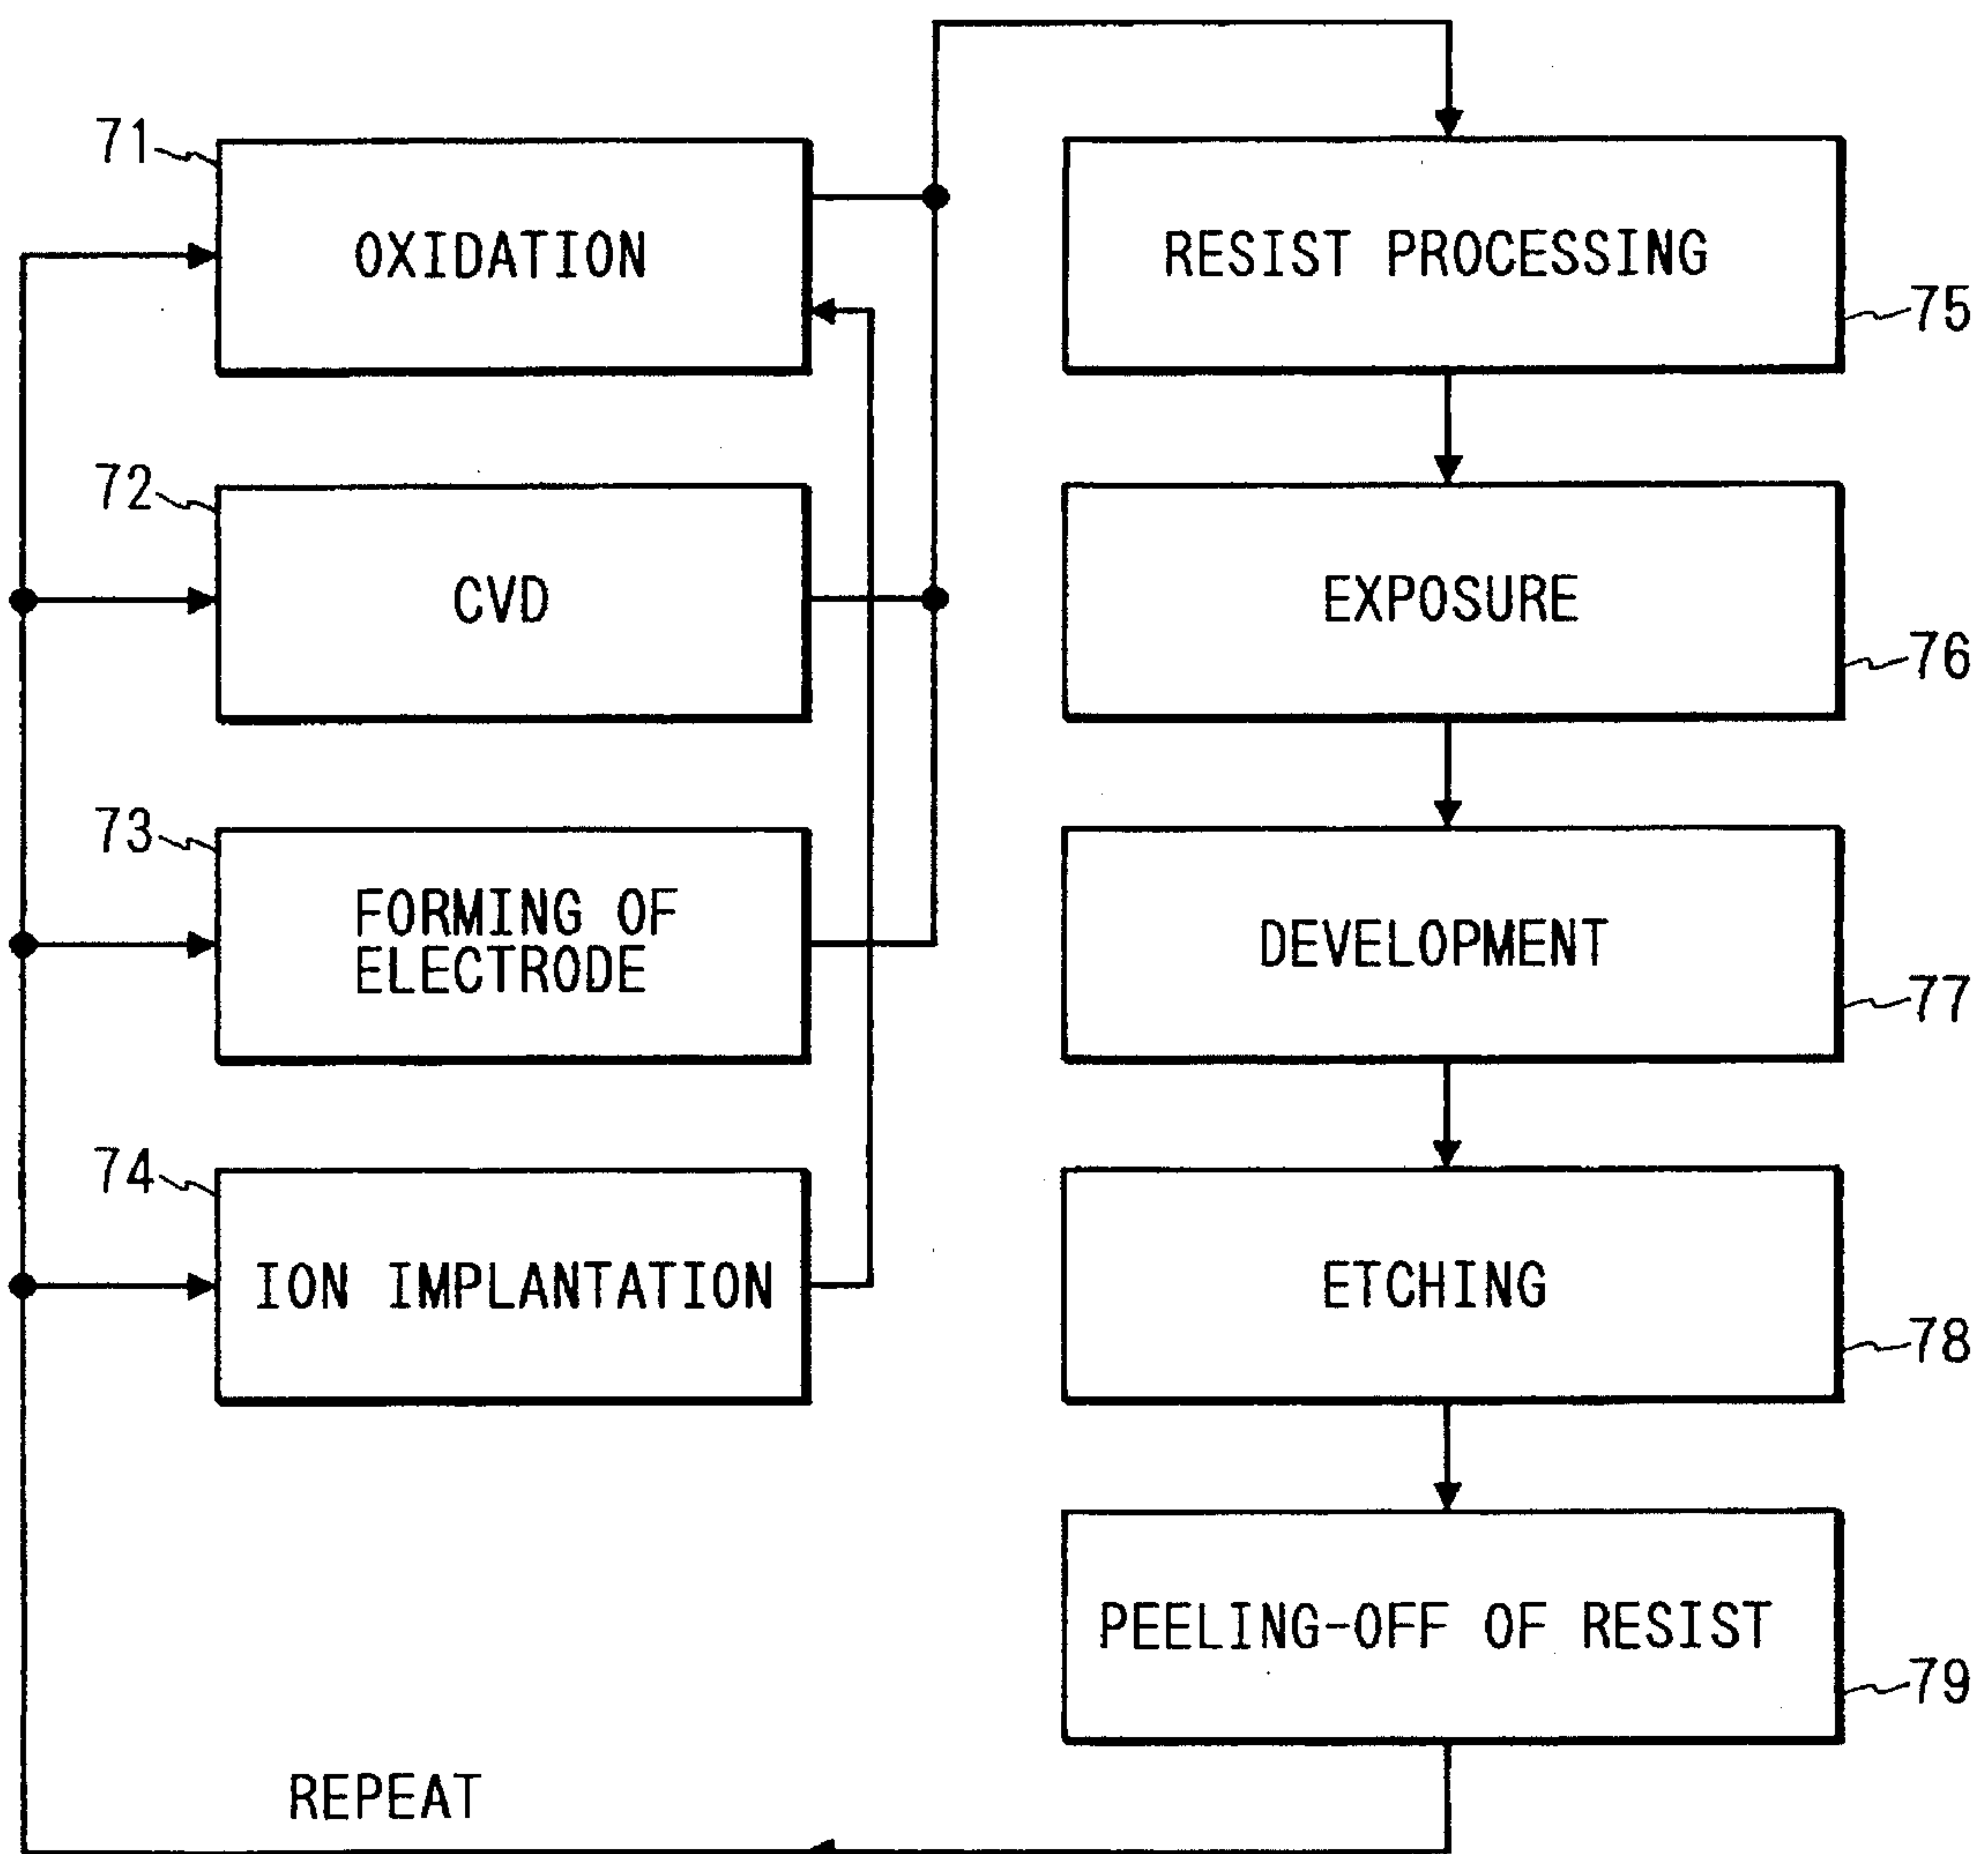 71
OXIDATION
72
CVD
73
FORMING OF
ELECTRODE
74
ION IMPLANTATION
RESIST PROCESSING
75
EXPOSURE
76
DEVELOPMENT
77
ETCHING
78
PEELING-OFF OF RESIST
79
REPEAT